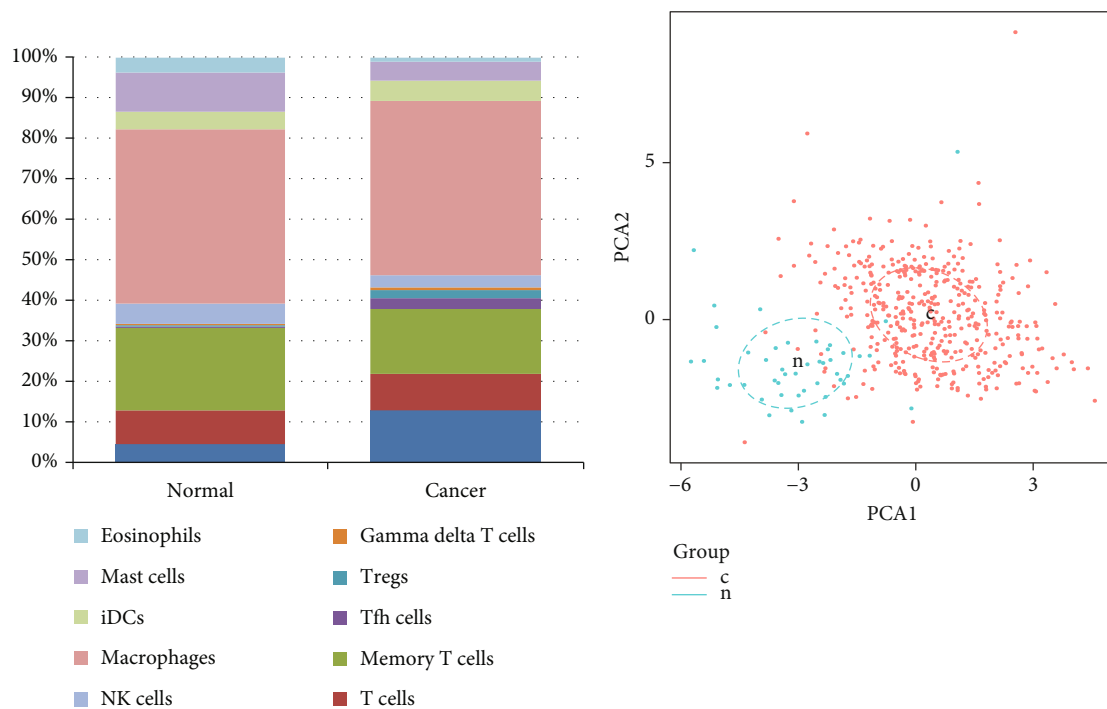 100%
90%
80%
70%
60%
50%
40%
30%
20%
10%
0%
Normal
Cancer
Eosinophils
Mast cells
iDCs
Macrophages
NK cells
Gamma delta T cells
Tregs
Tfh cells
Memory T cells
T cells
PCA2
5
0
c
n
−6
−3
0
3
PCA1
Group
c
n